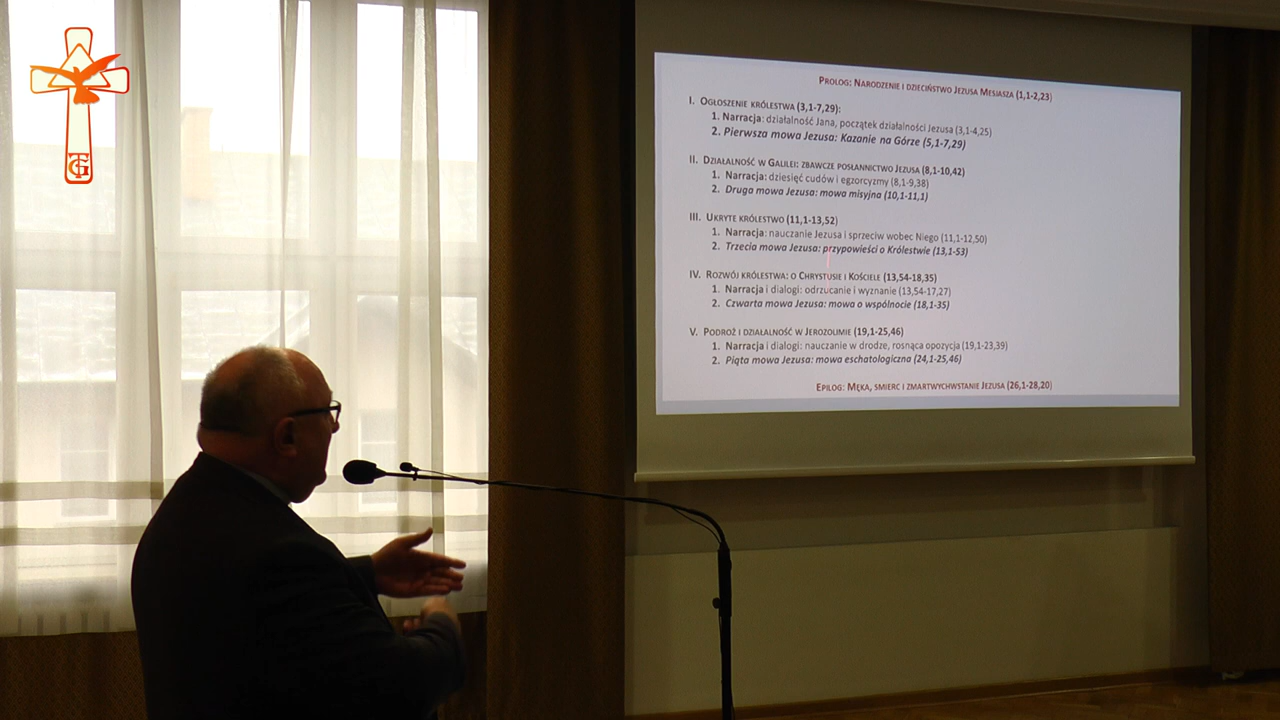 PROLOG: NARODZENIE I DZIECIŃSTWO JEZUSA MESJASZA (1,1-2,23)
I. OGŁOSZENIE KRÓLESTWA (3,1-7,29):
1. Narracja: działalność Jana, początek działalności Jezusa (3,1-4,25)
2. Pierwsza mowa Jezusa: Kazanie na Górze (5,1-7,29)
II. DZIAŁALNOŚĆ W GALILEI: ZBAWCZE POSŁANNICTWO JEZUSA (8,1-10,42)
1. Narracja: dziesięć cudów i egzorcyzmy (8,1-9,38)
2. Druga mowa Jezusa: mowa misyjna (10,1-11,1)
III. UKRYTE KRÓLESTWO (11,1-13,52)
1. Narracja: nauczanie Jezusa i sprzeciw wobec Niego (11,1-12,50)
2. Trzecia mowa Jezusa: przypowieści o Królestwie (13,1-53)
IV. ROZWÓJ KRÓLESTWA: O CHRYSTUSIE I KOŚCIELE (13,54-18,35)
1. Narracja i dialogi: odrzucanie i wyznanie (13,54-17,27)
2. Czwarta mowa Jezusa: mowa o wspólnocie (18,1-35)
V. PODROŻ I DZIAŁALNOŚĆ W JEROZOLIMIE (19,1-25,46)
1. Narracja i dialogi: nauczanie w drodze, rosnąca opozycja (19,1-23,39)
2. Piąta mowa Jezusa: mowa eschatologiczna (24,1-25,46)
EPILOG: MĘKA, SMIERC I ZMARTWYCHWSTANIE JEZUSA (26,1-28,20)